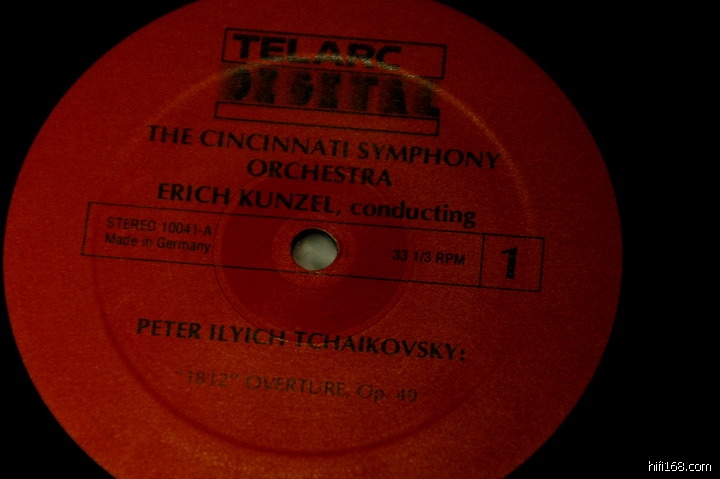 TELARC
DIGITAL
THE CINCINNATI SYMPHONY
ORCHESTRA
ERICH KUNZEL, conducting
STEREO 10041-A
Made in Germany
33 1/3 RPM
1
PETER ILYICH TCHAIKOVSKY:
"1812" OVERTURE, Op. 49
hifi168.com